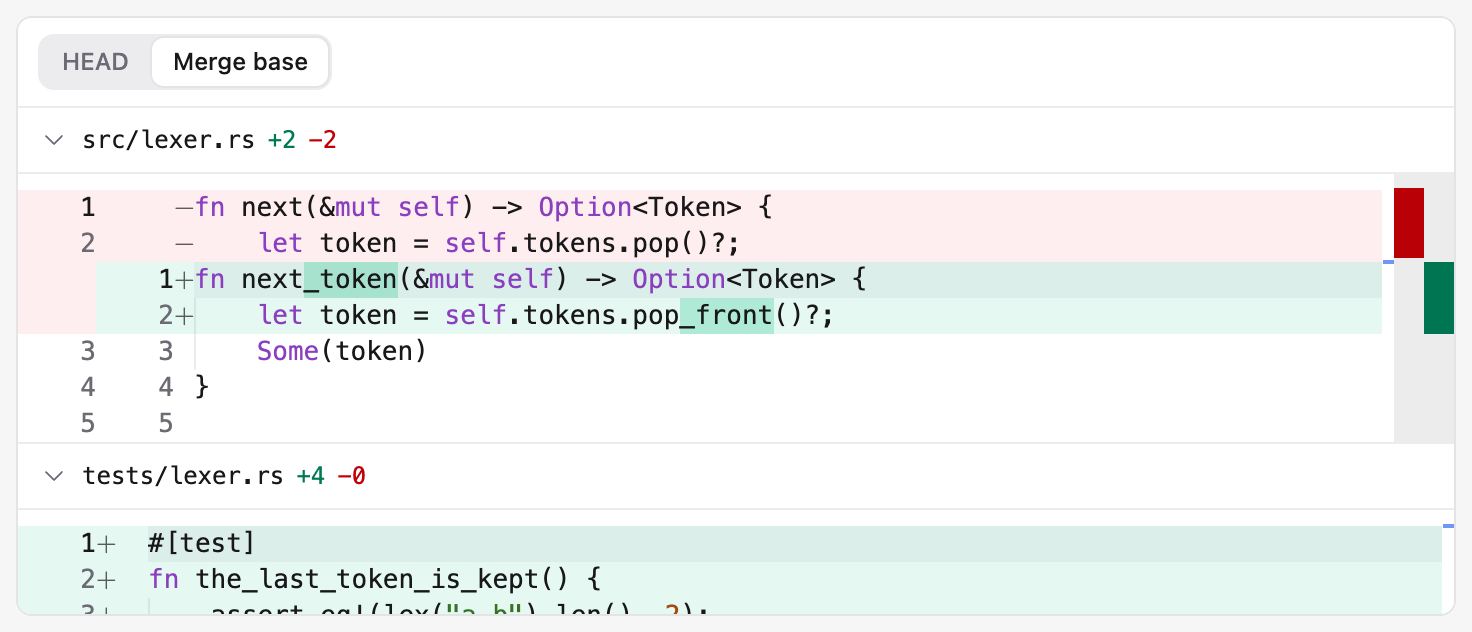 HEAD Merge base
src/lexer.rs +2 −2
1 −fn next(&mut self) -> Option<Token> {
2 −    let token = self.tokens.pop()?;
1+fn next_token(&mut self) -> Option<Token> {
2+    let token = self.tokens.pop_front()?;
3 3     Some(token)
4 4 }
5 5
tests/lexer.rs +4 −0
1+ #[test]
2+ fn the_last_token_is_kept() {